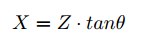 X = Z · tanθ